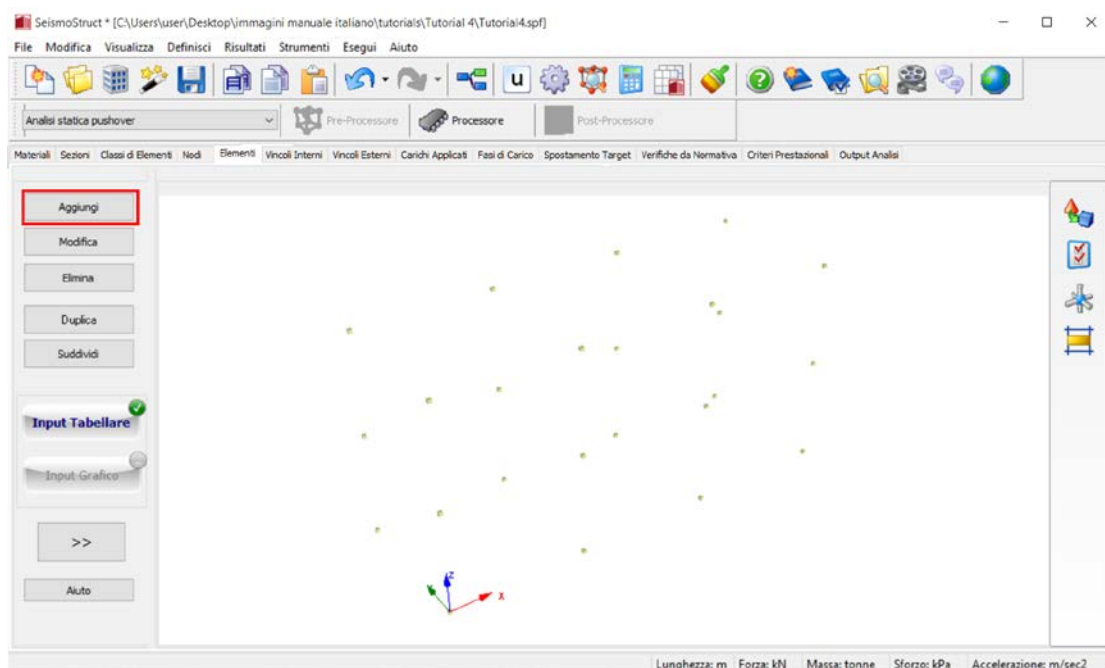 SeismoStruct * [C:\Users\user\Desktop\immagini manuale italiano\tutorials\Tutorial 4\Tutorial4.spf]
File Modifica Visualizza Definisci Risultati Strumenti Esegui Aiuto
u
Analisi statica pushover
Pre-Processore
Processore
Post-Processore
Materiali Sezioni Classi di Elementi Nodi Elementi Vincoli Interni Vincoli Esterni Carichi Applicati Fasi di Carico Spostamento Target Verifiche da Normativa Criteri Prestazionali Output Analisi
Aggiungi
Modifica
Elimina
Duplica
Suddividi
Input Tabellare
Input Grafico
>>
Aiuto
Z
Y
X
Lunghezza: m Forza: kN Massa: tonne Sforzo: kPa Accelerazione: m/sec2